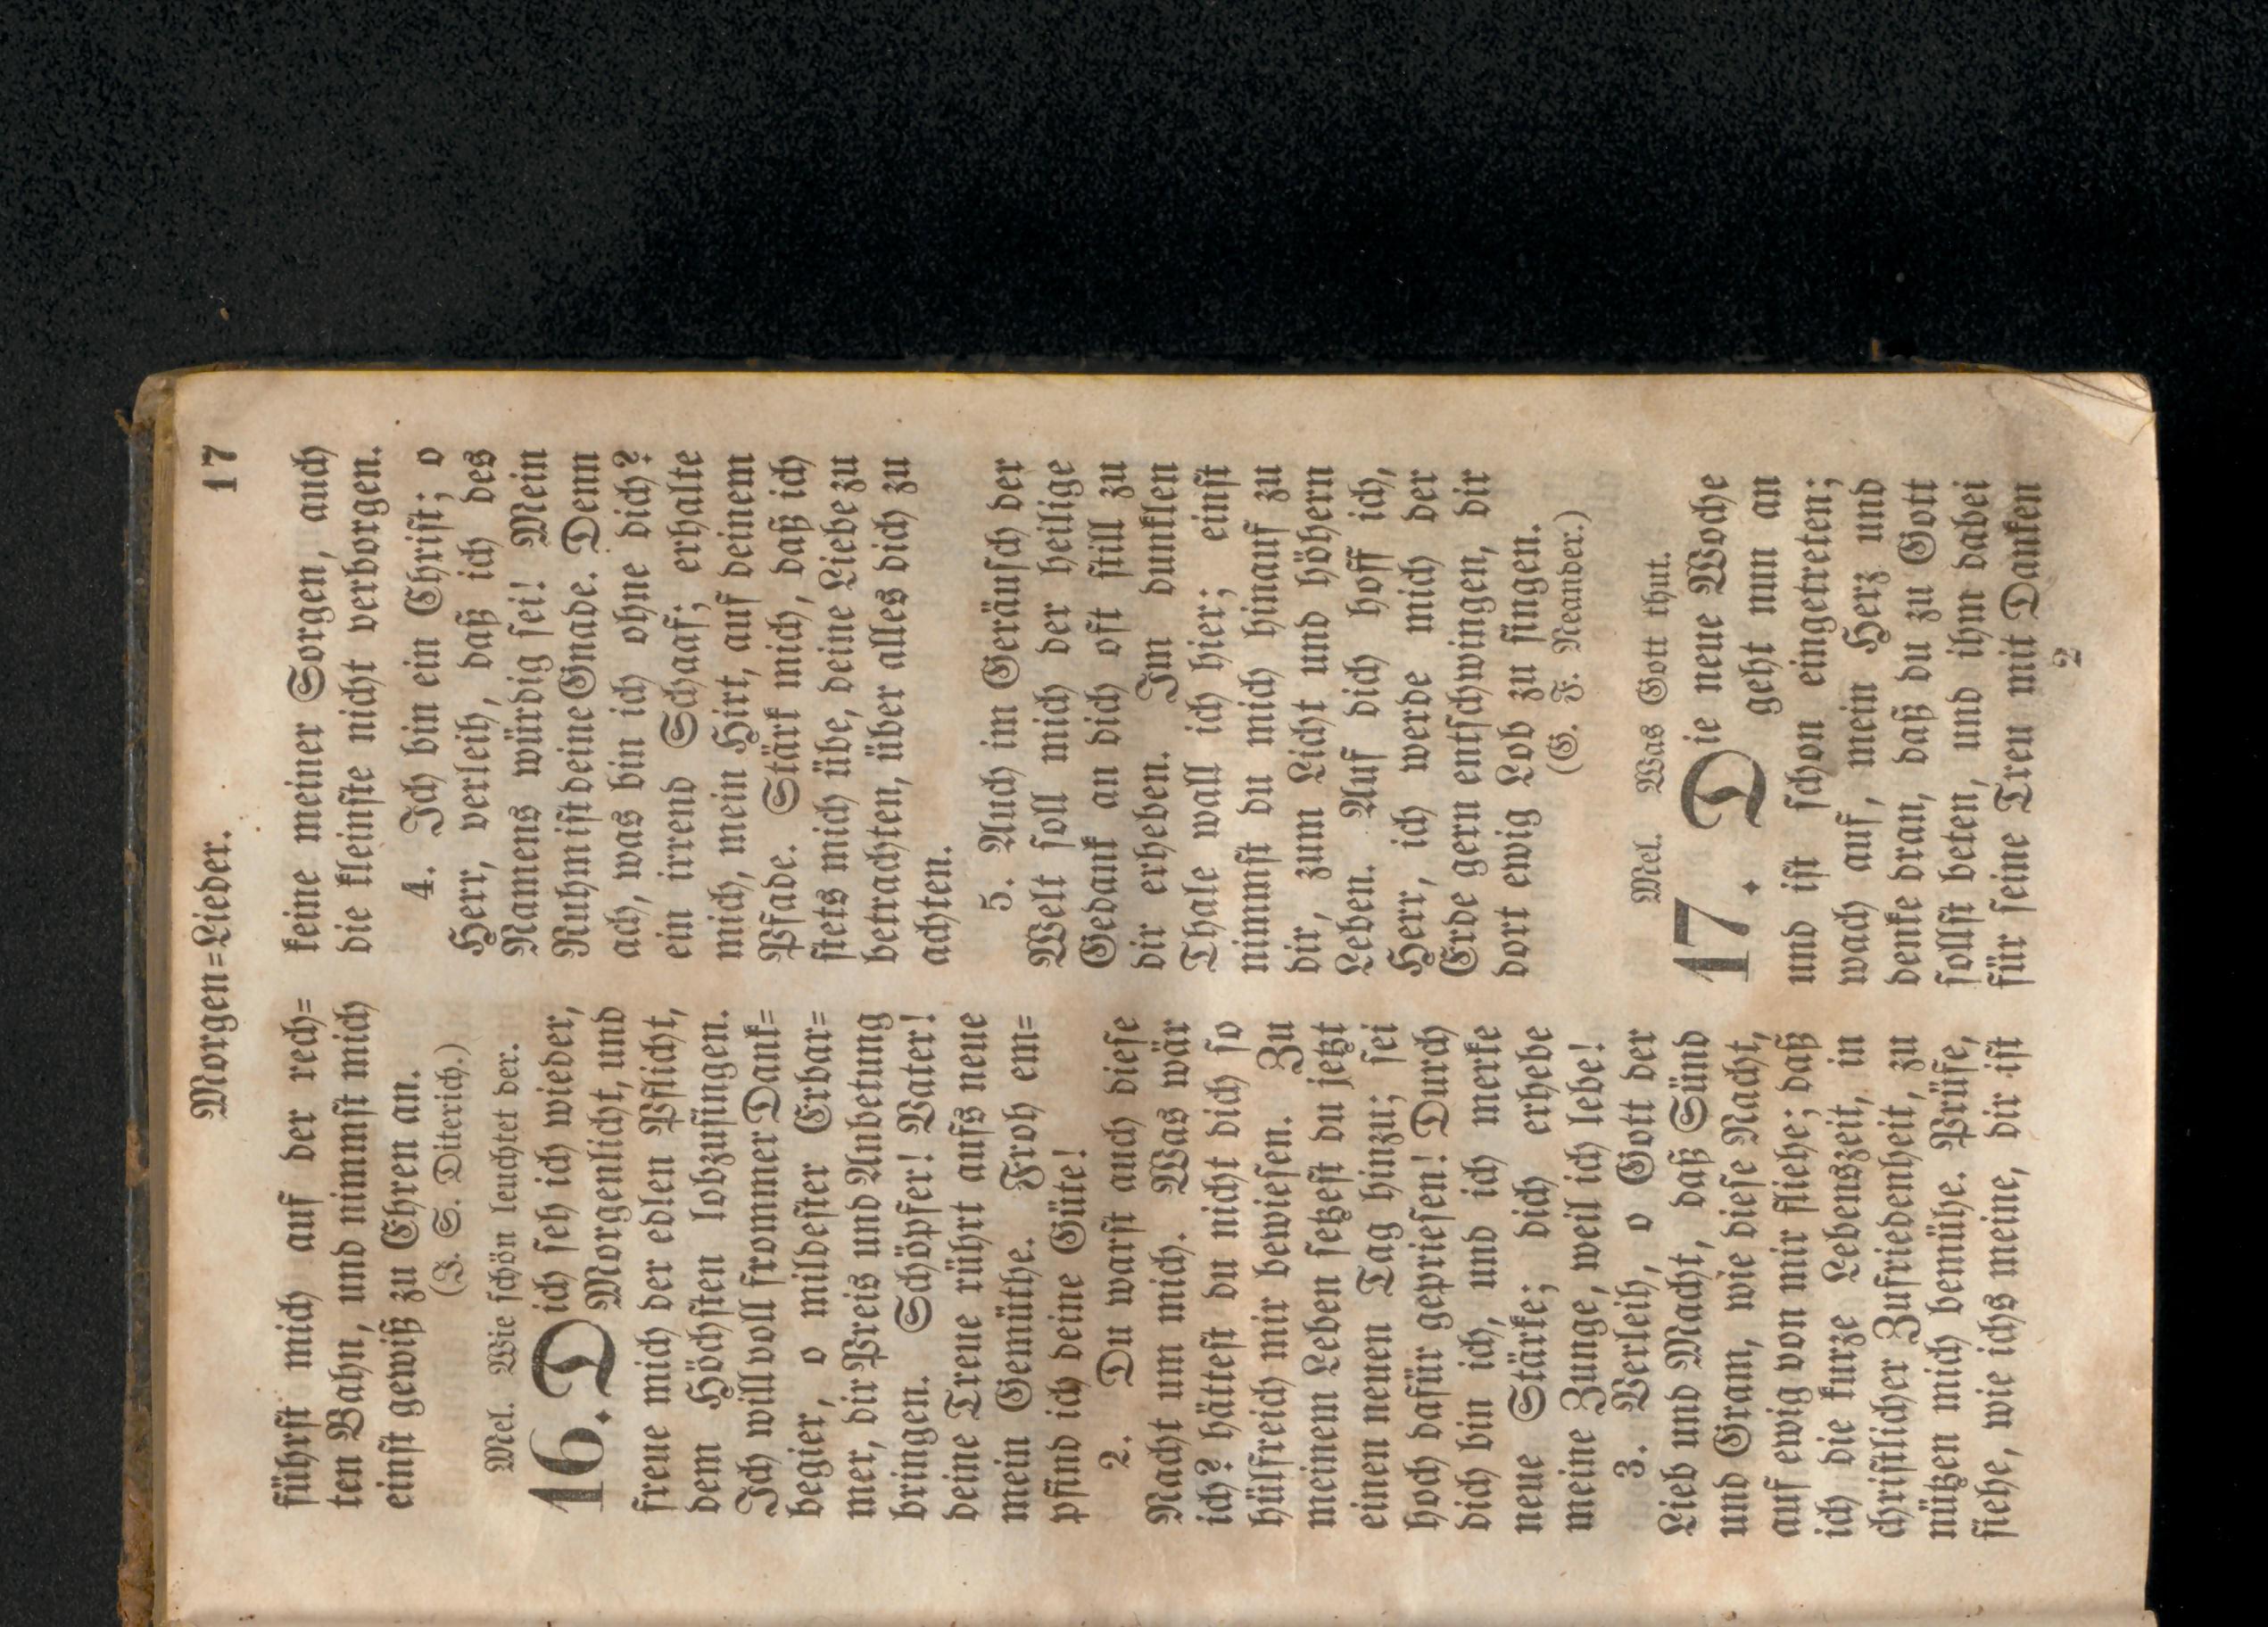 Morgen=Lieder. 17
führst mich auf der rech=
ten Bahn, und nimmst mich
einst gewiß zu Ehren an.
(J. S. Diterich.)
Mel. Wie schön leuchtet der.
16. Dich seh ich wieder,
Morgenlicht, und
freue mich der edlen Pflicht,
dem Höchsten lobzusingen.
Ich will voll frommer Dank=
begier, o mildester Erbar=
mer, dir Preis und Anbetung
bringen. Schöpfer! Vater!
deine Treue rührt aufs neue
mein Gemüthe. Froh em=
pfind ich deine Güte!
2. Du warst auch diese
Nacht um mich. Was wär
ich? hättest du nicht dich so
hülfreich mir bewiesen. Zu
meinem Leben setzest du jetzt
einen neuen Tag hinzu; sei
hoch dafür gepriesen! Durch
dich bin ich, und ich merke
neue Stärke; dich erhebe
meine Zunge, weil ich lebe!
3. Verleih, o Gott der
Lieb und Macht, daß Sünd
und Gram, wie diese Nacht,
auf ewig von mir fliehe; daß
ich die kurze Lebenszeit, in
christlicher Zufriedenheit, zu
nützen mich bemühe. Prüfe,
siehe, wie ichs meine, dir ist
keine meiner Sorgen, auch
die kleinste nicht verborgen.
4. Ich bin ein Christ; o
Herr, verleih, daß ich des
Namens würdig sei! Mein
Ruhm ist deine Gnade. Denn
ach, was bin ich ohne dich?
ein irrend Schaaf; erhalte
mich, mein Hirt, auf deinem
Pfade. Stärk mich, daß ich
stets mich übe, deine Liebe zu
betrachten, über alles dich zu
achten.
5. Auch im Geräusch der
Welt soll mich der heilige
Gedank an dich oft still zu
dir erheben. Im dunklen
Thale wall ich hier; einst
nimmst du mich hinauf zu
dir, zum Licht und höhern
Leben. Auf dich hoff ich,
Herr, ich werde mich der
Erde gern entschwingen, dir
dort ewig Lob zu singen.
(G. F. Neander.)
Mel. Was Gott thut.
17. Die neue Woche
geht nun an
und ist schon eingetreten;
wach auf, mein Herz und
denke dran, daß du zu Gott
sollst beten, und ihm dabei
für seine Treu mit Danken
2